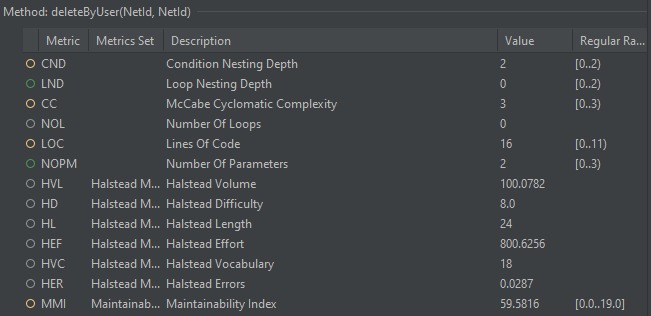 Method: deleteByUser(NetId, NetId)
Metric Metrics Set Description Value Regular Ra...
CND Condition Nesting Depth 2 [0..2)
LND Loop Nesting Depth 0 [0..2)
CC McCabe Cyclomatic Complexity 3 [0..3)
NOL Number Of Loops 0
LOC Lines Of Code 16 [0..11)
NOPM Number Of Parameters 2 [0..3)
HVL Halstead M... Halstead Volume 100.0782
HD Halstead M... Halstead Difficulty 8.0
HL Halstead M... Halstead Length 24
HEF Halstead M... Halstead Effort 800.6256
HVC Halstead M... Halstead Vocabulary 18
HER Halstead M... Halstead Errors 0.0287
MMI Maintainab... Maintainability Index 59.5816 [0.0..19.0]